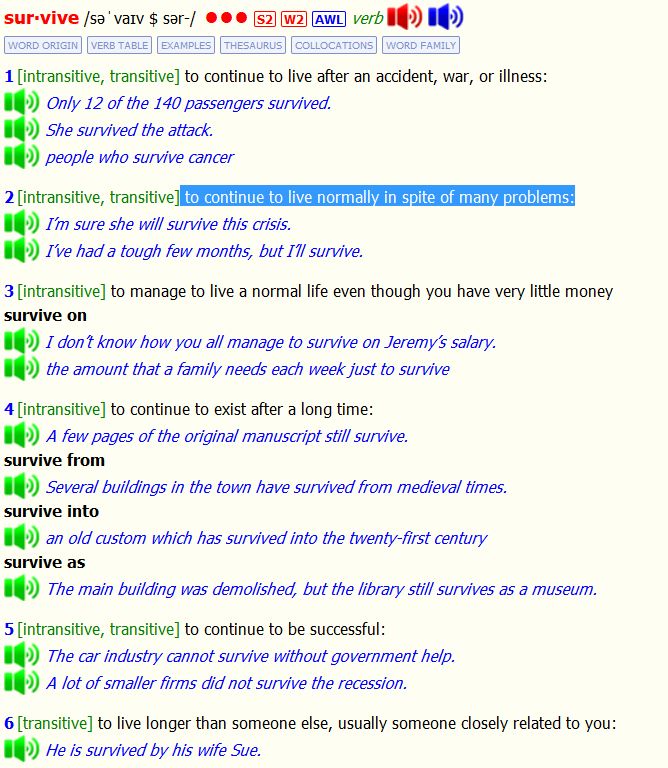 sur·vive /səˈvaɪv $ sər-/ ●●● S2 W2 AWL verb
WORD ORIGIN VERB TABLE EXAMPLES THESAURUS COLLOCATIONS WORD FAMILY
1 [intransitive, transitive] to continue to live after an accident, war, or illness:
Only 12 of the 140 passengers survived.
She survived the attack.
people who survive cancer
2 [intransitive, transitive] to continue to live normally in spite of many problems:
I'm sure she will survive this crisis.
I've had a tough few months, but I'll survive.
3 [intransitive] to manage to live a normal life even though you have very little money
survive on
I don't know how you all manage to survive on Jeremy's salary.
the amount that a family needs each week just to survive
4 [intransitive] to continue to exist after a long time:
A few pages of the original manuscript still survive.
survive from
Several buildings in the town have survived from medieval times.
survive into
an old custom which has survived into the twenty-first century
survive as
The main building was demolished, but the library still survives as a museum.
5 [intransitive, transitive] to continue to be successful:
The car industry cannot survive without government help.
A lot of smaller firms did not survive the recession.
6 [transitive] to live longer than someone else, usually someone closely related to you:
He is survived by his wife Sue.